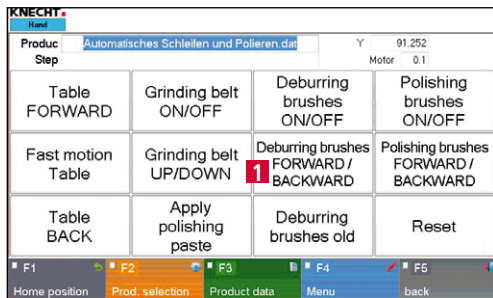 KNECHT
Hand
Produc Automatisches Schleifen und Polieren.dat Y 91.252
Step Motor 0.1
Table
FORWARD
Grinding belt
ON/OFF
Deburring
brushes
ON/OFF
Polishing
brushes
ON/OFF
Fast motion
Table
Grinding belt
UP/DOWN
1
Deburring brushes
FORWARD /
BACKWARD
Polishing brushes
FORWARD /
BACKWARD
Table
BACK
Apply
polishing
paste
Deburring
brushes old
Reset
F1 F2 F3 F4 F5
Home position Prod. selection Product data Menu back